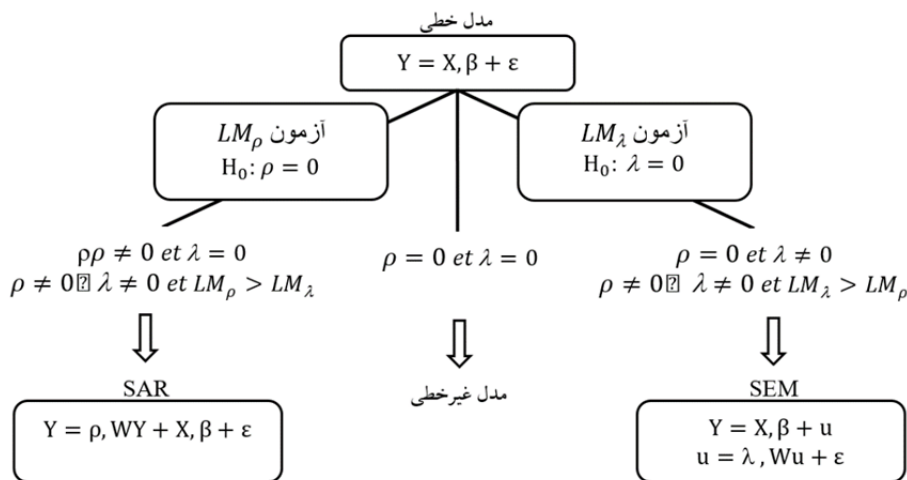 مدل خطی
Y = X, β + ε
آزمون LMρ
H₀: ρ = 0
آزمون LMλ
H₀: λ = 0
ρρ ≠ 0 et λ = 0
ρ ≠ 0⍰ λ ≠ 0 et LMρ > LMλ
ρ = 0 et λ = 0
ρ = 0 et λ ≠ 0
ρ ≠ 0⍰ λ ≠ 0 et LMλ > LMρ
SAR
Y = ρ, WY + X, β + ε
مدل غیرخطی
SEM
Y = X, β + u
u = λ , Wu + ε